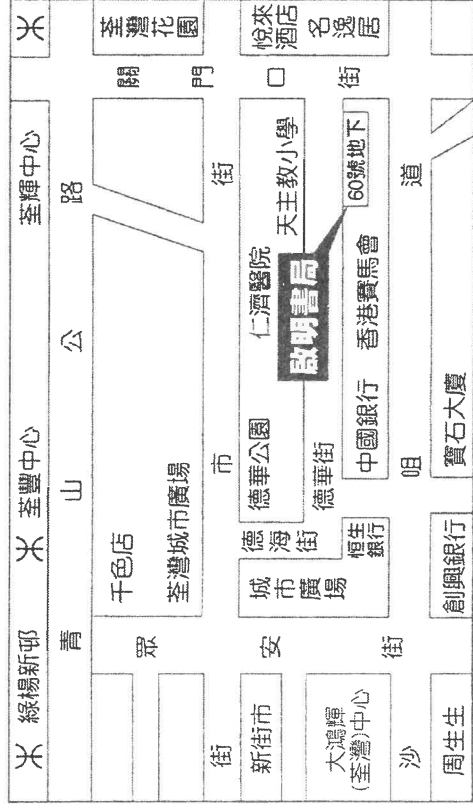 綠楊新邨
荃豐中心
荃輝中心
青山公路
千色店
荃灣城市廣場
荃灣花園
眾安街
關門口街
街市街
新街市
城市廣場
德海街
德華公園
仁濟醫院
天主教小學
悅來酒店
名逸居
德華街
啟明書局
大鴻輝
(荃灣)中心
恒生銀行
中國銀行
香港賽馬會
60號地下
沙咀道
周生生
創興銀行
寶石大廈